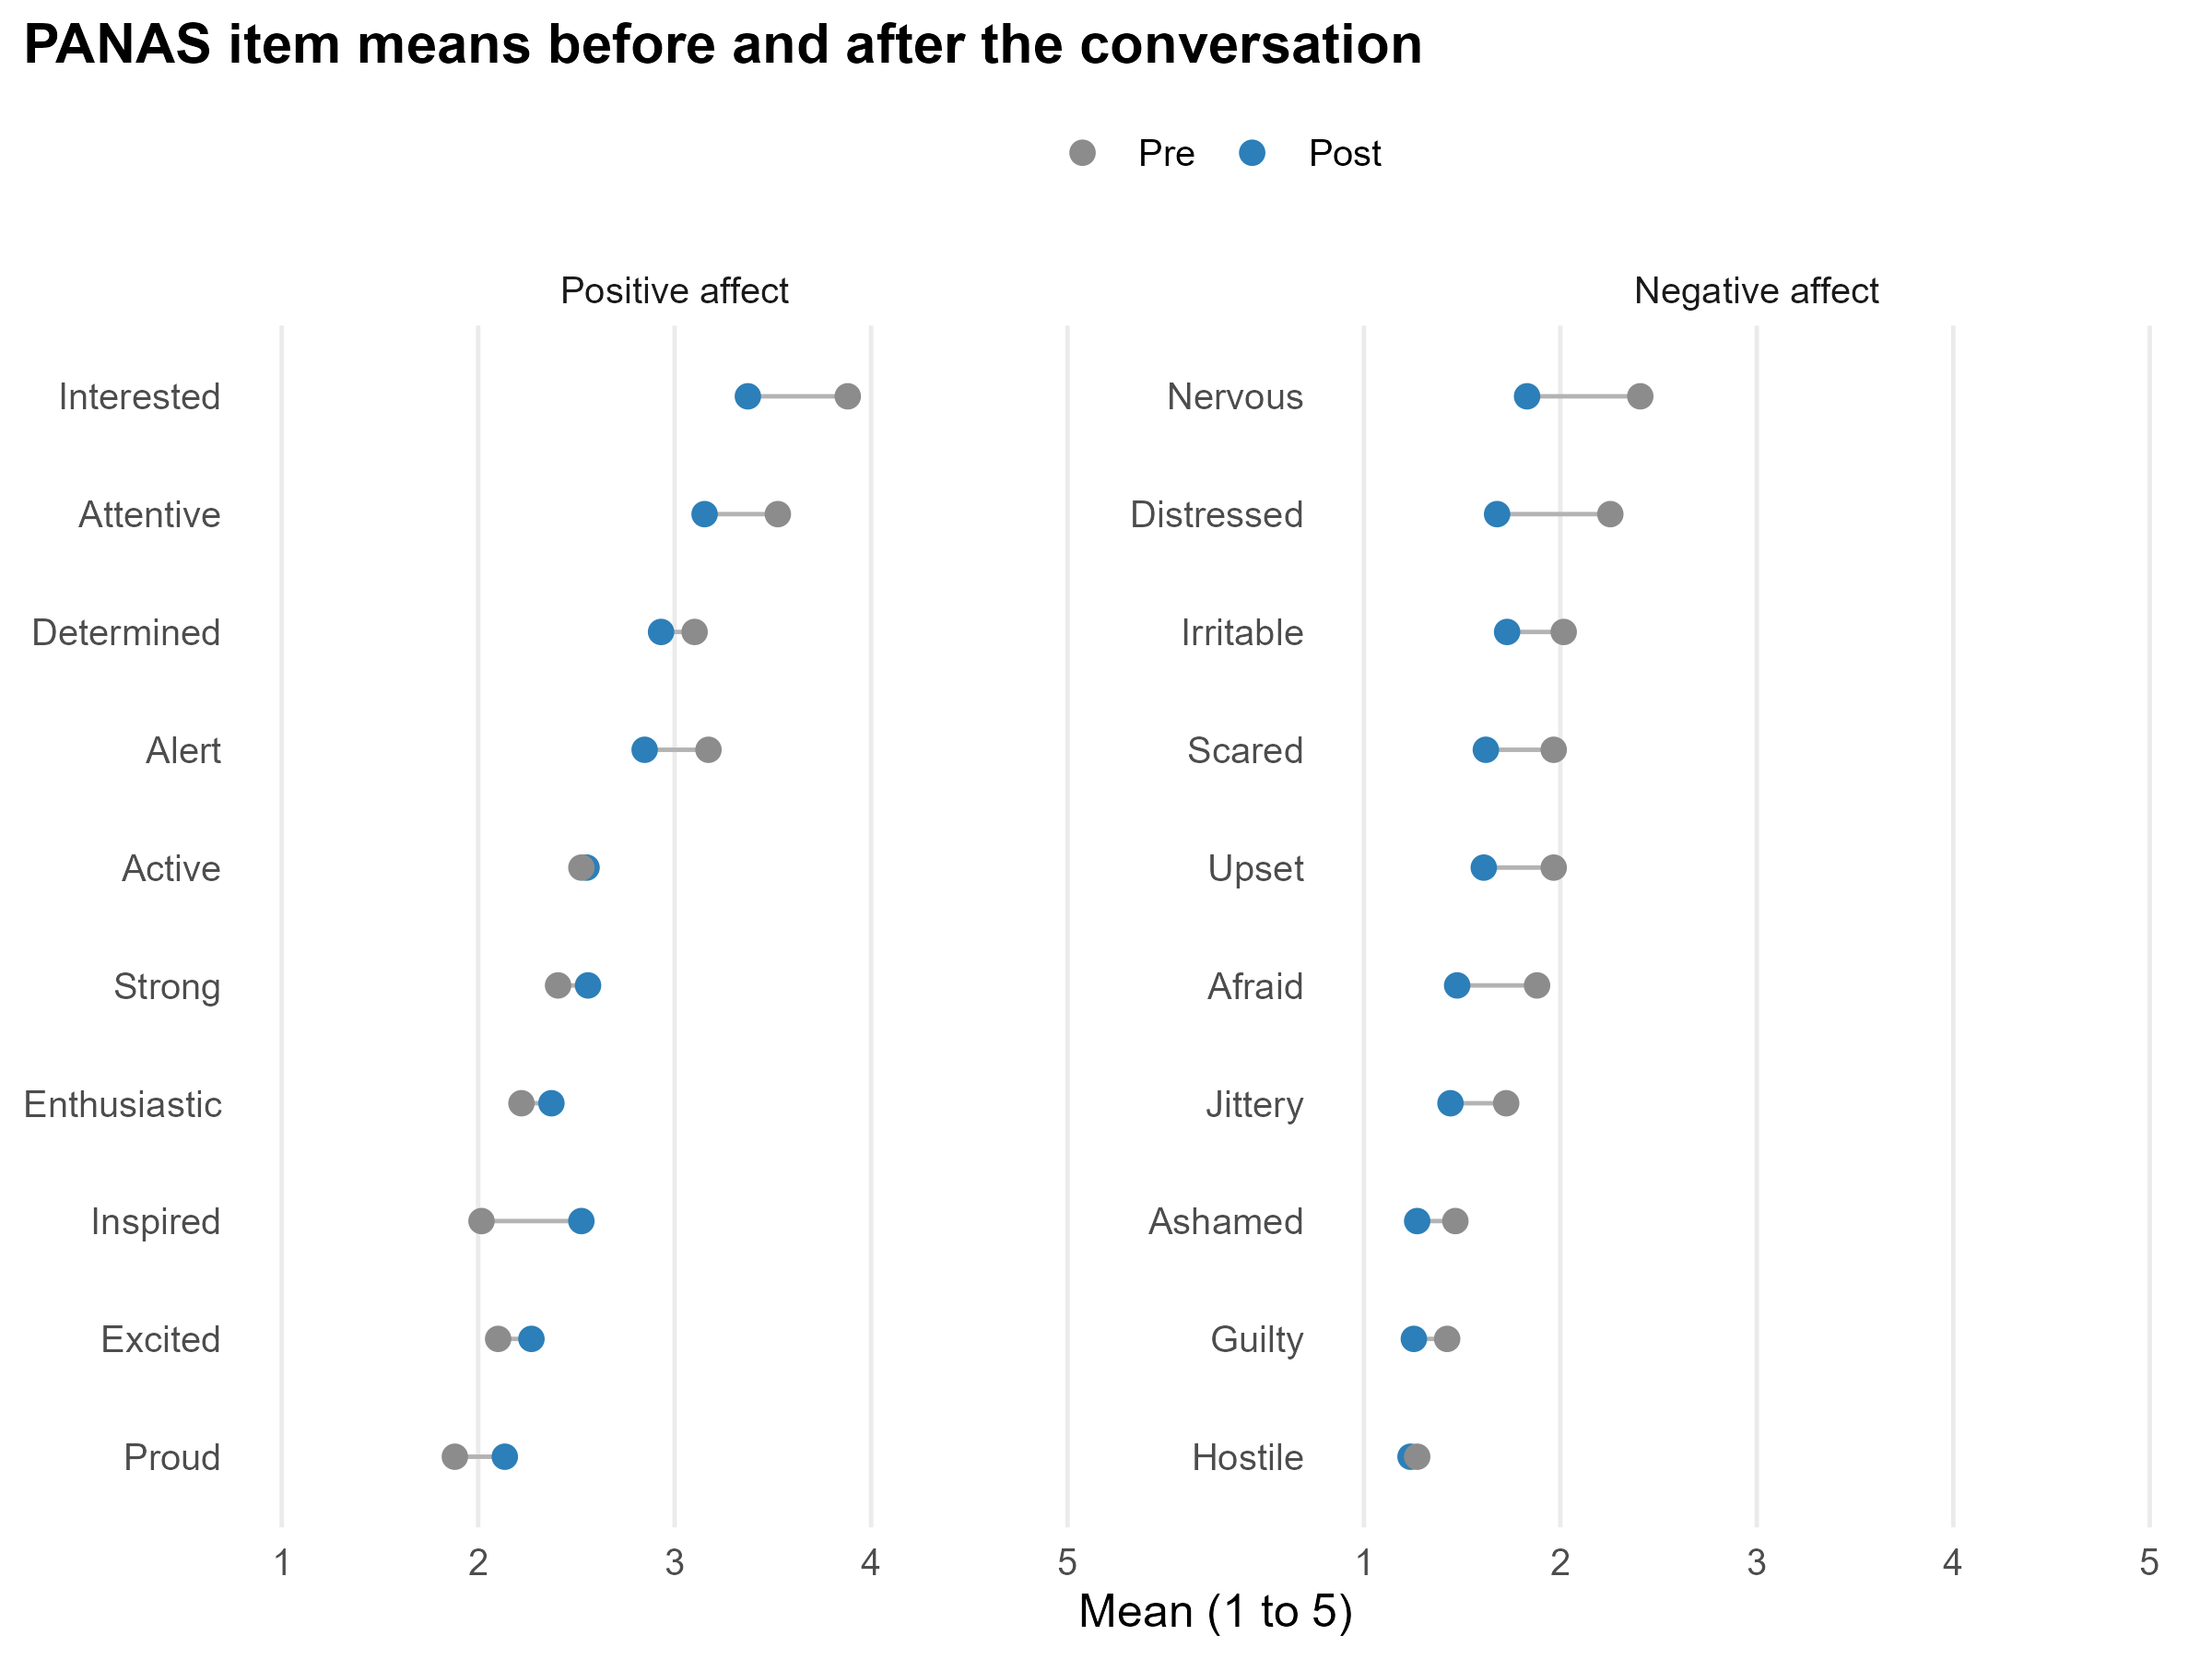 PANAS item means before and after the conversation
Pre Post
Positive affect
Negative affect
Interested
Attentive
Determined
Alert
Active
Strong
Enthusiastic
Inspired
Excited
Proud
1 2 3 4 5
Nervous
Distressed
Irritable
Scared
Upset
Afraid
Jittery
Ashamed
Guilty
Hostile
1 2 3 4 5
Mean (1 to 5)